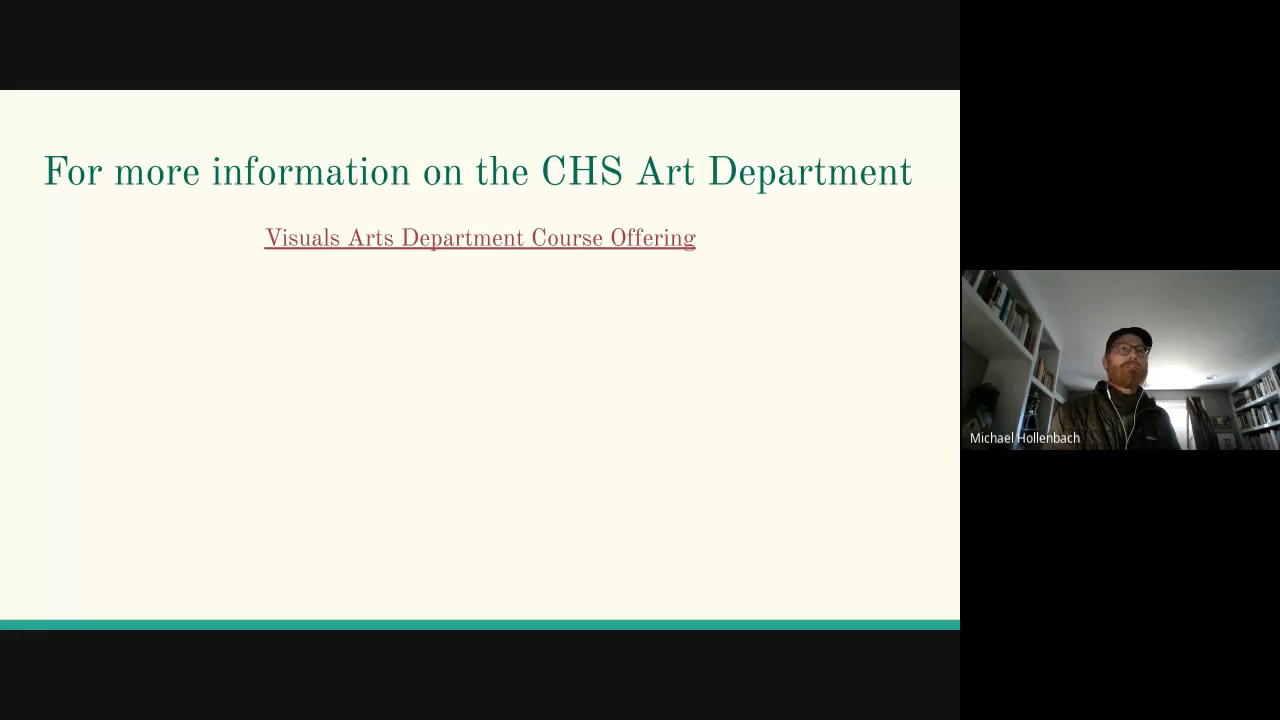 For more information on the CHS Art Department
Visuals Arts Department Course Offering
Michael Hollenbach